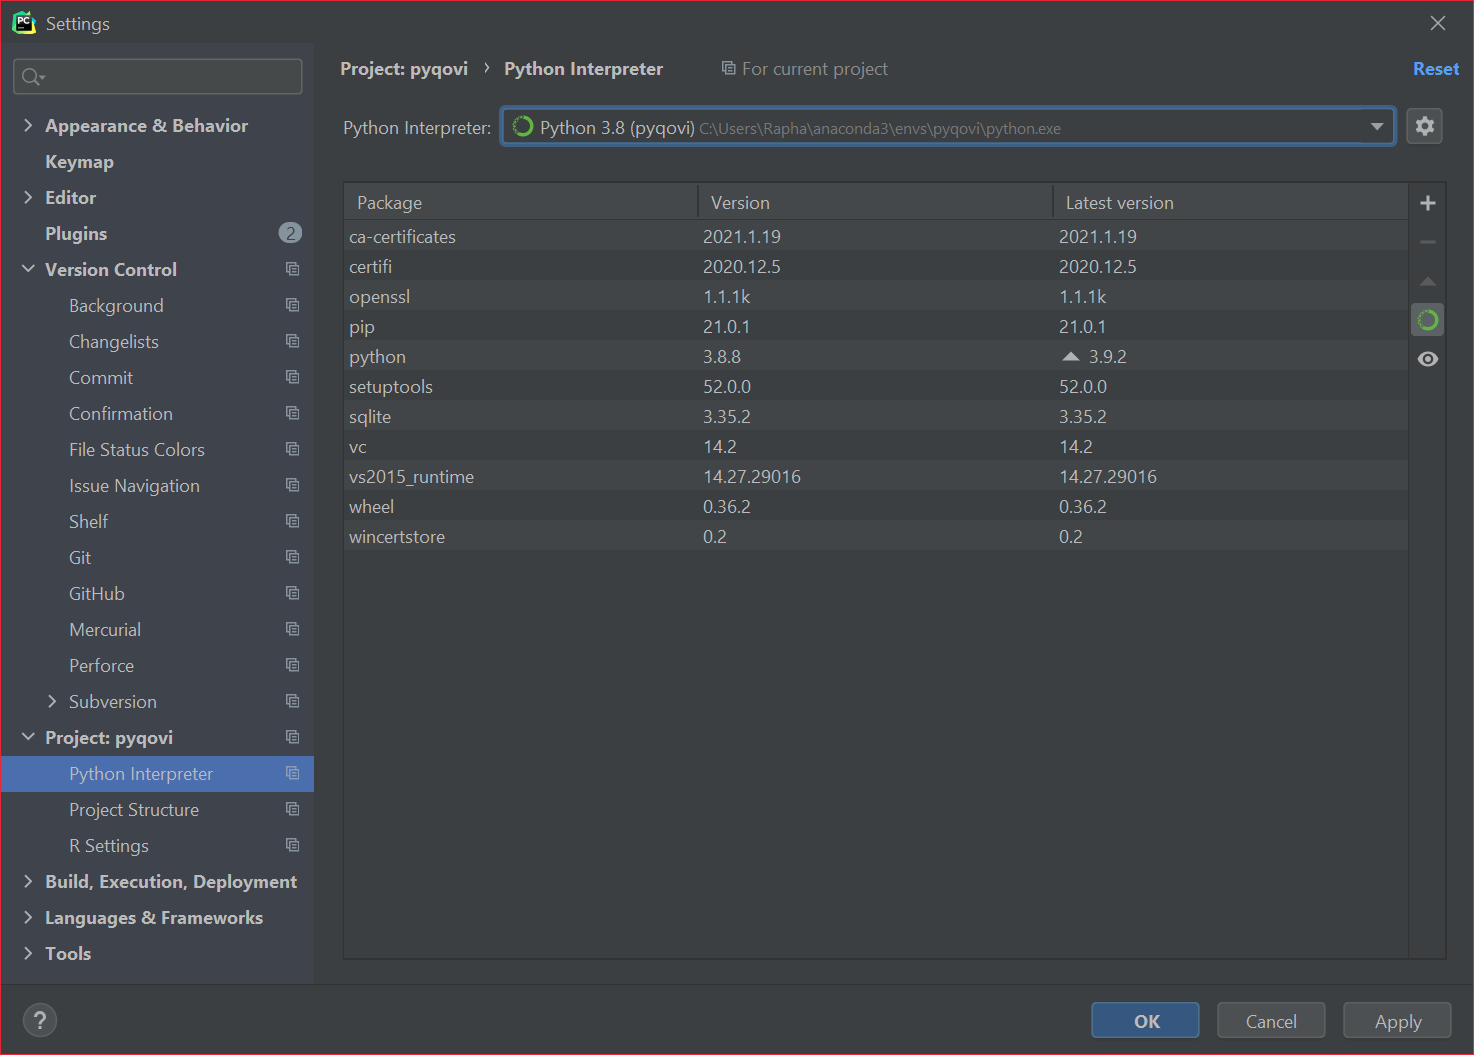 PC
Settings
Project: pyqovi › Python Interpreter For current project Reset
Appearance & Behavior
Keymap
Editor
Plugins 2
Version Control
Background
Changelists
Commit
Confirmation
File Status Colors
Issue Navigation
Shelf
Git
GitHub
Mercurial
Perforce
Subversion
Project: pyqovi
Python Interpreter
Project Structure
R Settings
Build, Execution, Deployment
Languages & Frameworks
Tools
Python Interpreter: Python 3.8 (pyqovi) C:\Users\Rapha\anaconda3\envs\pyqovi\python.exe
Package Version Latest version
ca-certificates 2021.1.19 2021.1.19
certifi 2020.12.5 2020.12.5
openssl 1.1.1k 1.1.1k
pip 21.0.1 21.0.1
python 3.8.8 3.9.2
setuptools 52.0.0 52.0.0
sqlite 3.35.2 3.35.2
vc 14.2 14.2
vs2015_runtime 14.27.29016 14.27.29016
wheel 0.36.2 0.36.2
wincertstore 0.2 0.2
? OK Cancel Apply